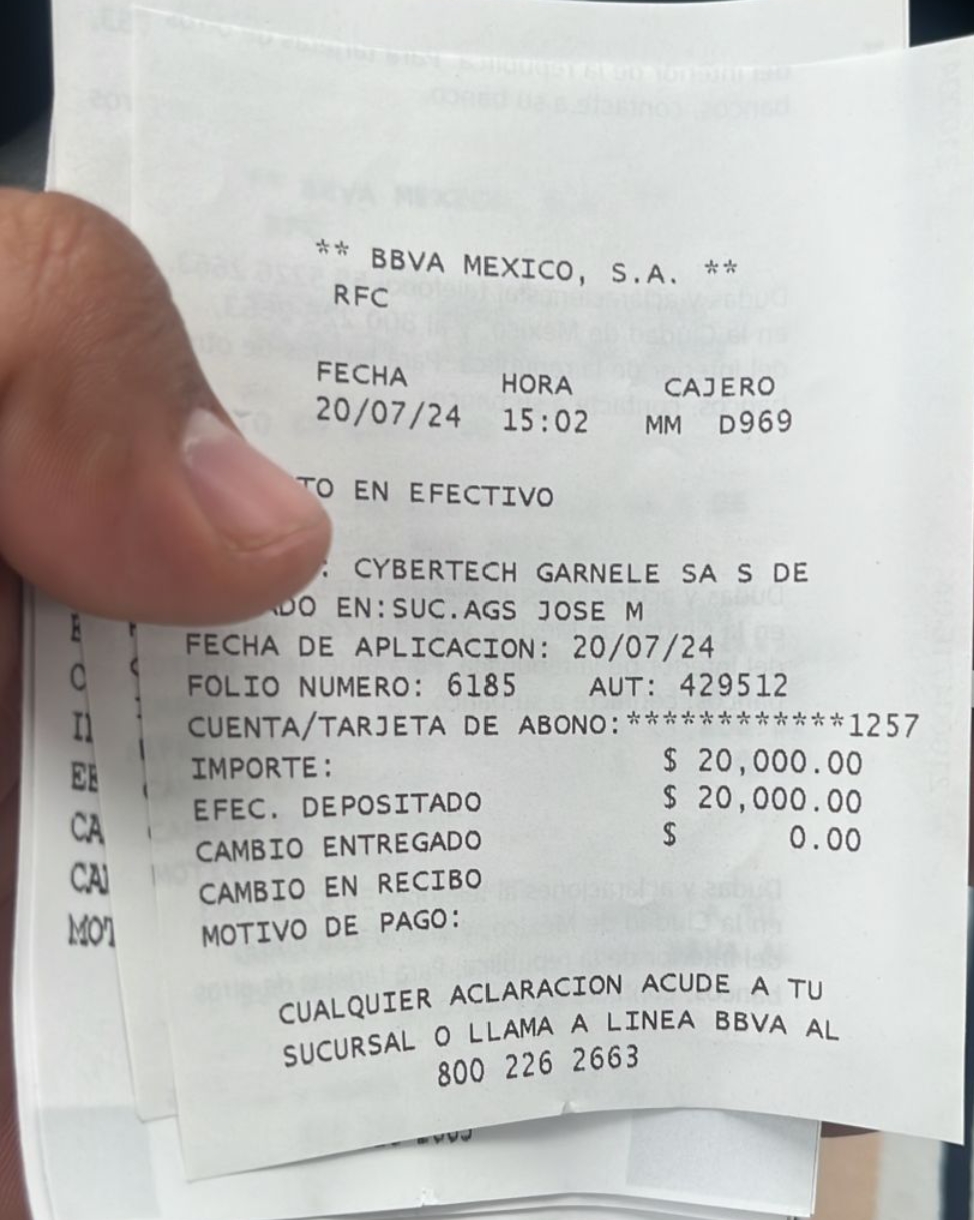 ** BBVA MEXICO, S.A. **
RFC
FECHA HORA CAJERO
20/07/24 15:02 MM D969
TO EN EFECTIVO
: CYBERTECH GARNELE SA S DE
DO EN:SUC.AGS JOSE M
FECHA DE APLICACION: 20/07/24
FOLIO NUMERO: 6185 AUT: 429512
CUENTA/TARJETA DE ABONO:************1257
IMPORTE: $ 20,000.00
EFEC. DEPOSITADO $ 20,000.00
CAMBIO ENTREGADO $ 0.00
CAMBIO EN RECIBO
MOTIVO DE PAGO:
CUALQUIER ACLARACION ACUDE A TU
SUCURSAL O LLAMA A LINEA BBVA AL
800 226 2663